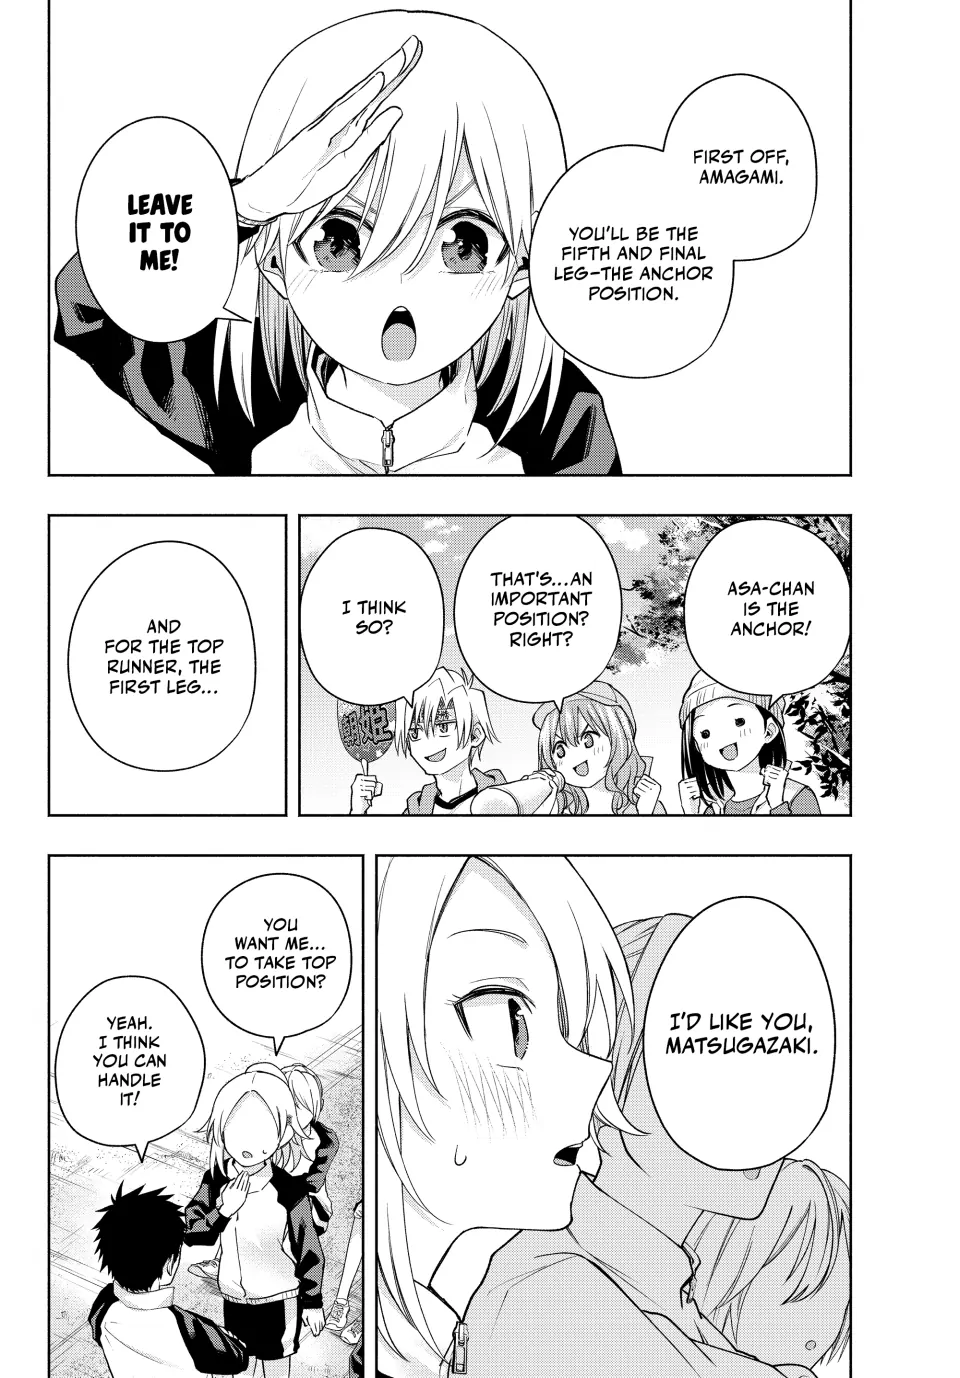 FIRST OFF,
AMAGAMI.
YOU'LL BE THE
FIFTH AND FINAL
LEG–THE ANCHOR
POSITION.
LEAVE
IT TO
ME!
ASA-CHAN
IS THE
ANCHOR!
THAT'S...AN
IMPORTANT
POSITION?
RIGHT?
I THINK
SO?
朝姫
AND
FOR THE TOP
RUNNER, THE
FIRST LEG...
I'D LIKE YOU,
MATSUGAZAKI.
YOU
WANT ME...
TO TAKE TOP
POSITION?
YEAH.
I THINK
YOU CAN
HANDLE
IT!